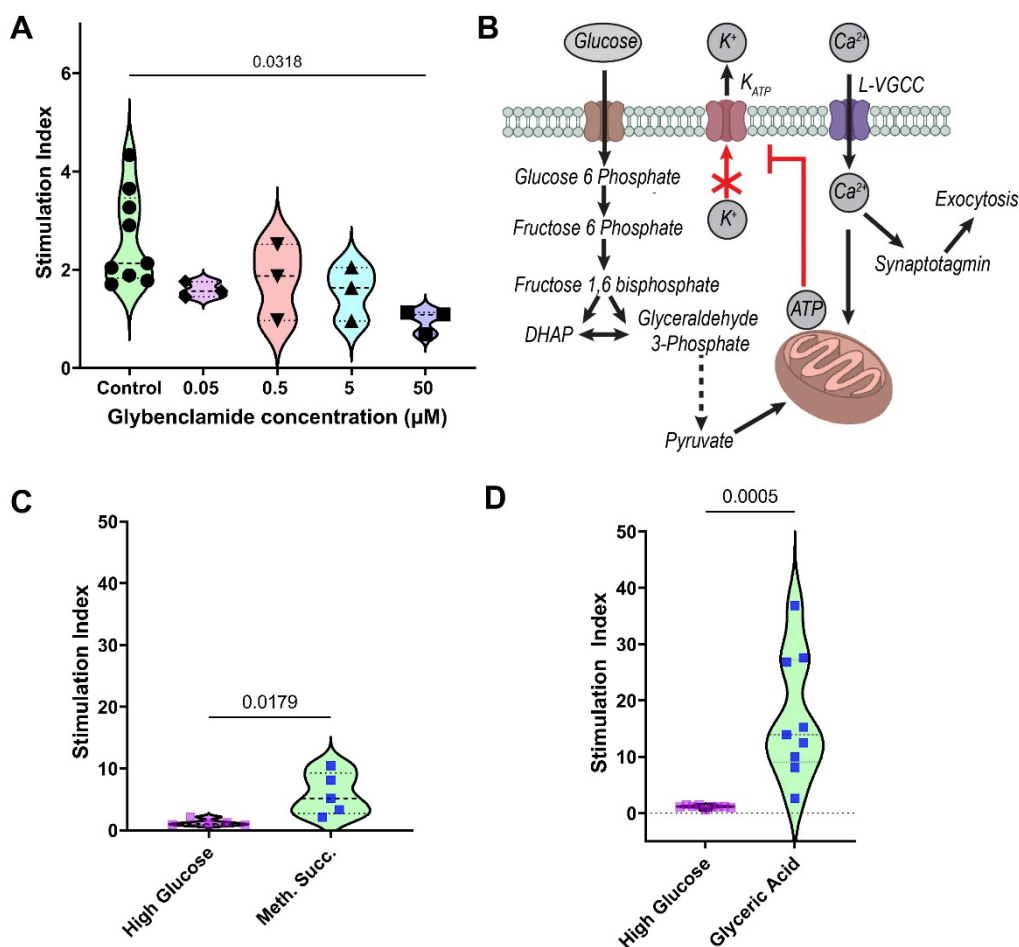 A
0.0318
6
4
2
0
Stimulation Index
Control
0.05
0.5
5
50
Glybenclamide concentration (µM)
B
Glucose
K+
Ca2+
KATP
L-VGCC
Glucose 6 Phosphate
K+
Ca2+
Exocytosis
Fructose 6 Phosphate
Synaptotagmin
Fructose 1,6 bisphosphate
ATP
DHAP
Glyceraldehyde
3-Phosphate
Pyruvate
C
50
40
30
20
10
0
Stimulation Index
0.0179
High Glucose
Meth. Succ.
D
0.0005
50
40
30
20
10
0
Stimulation Index
High Glucose
Glyceric Acid